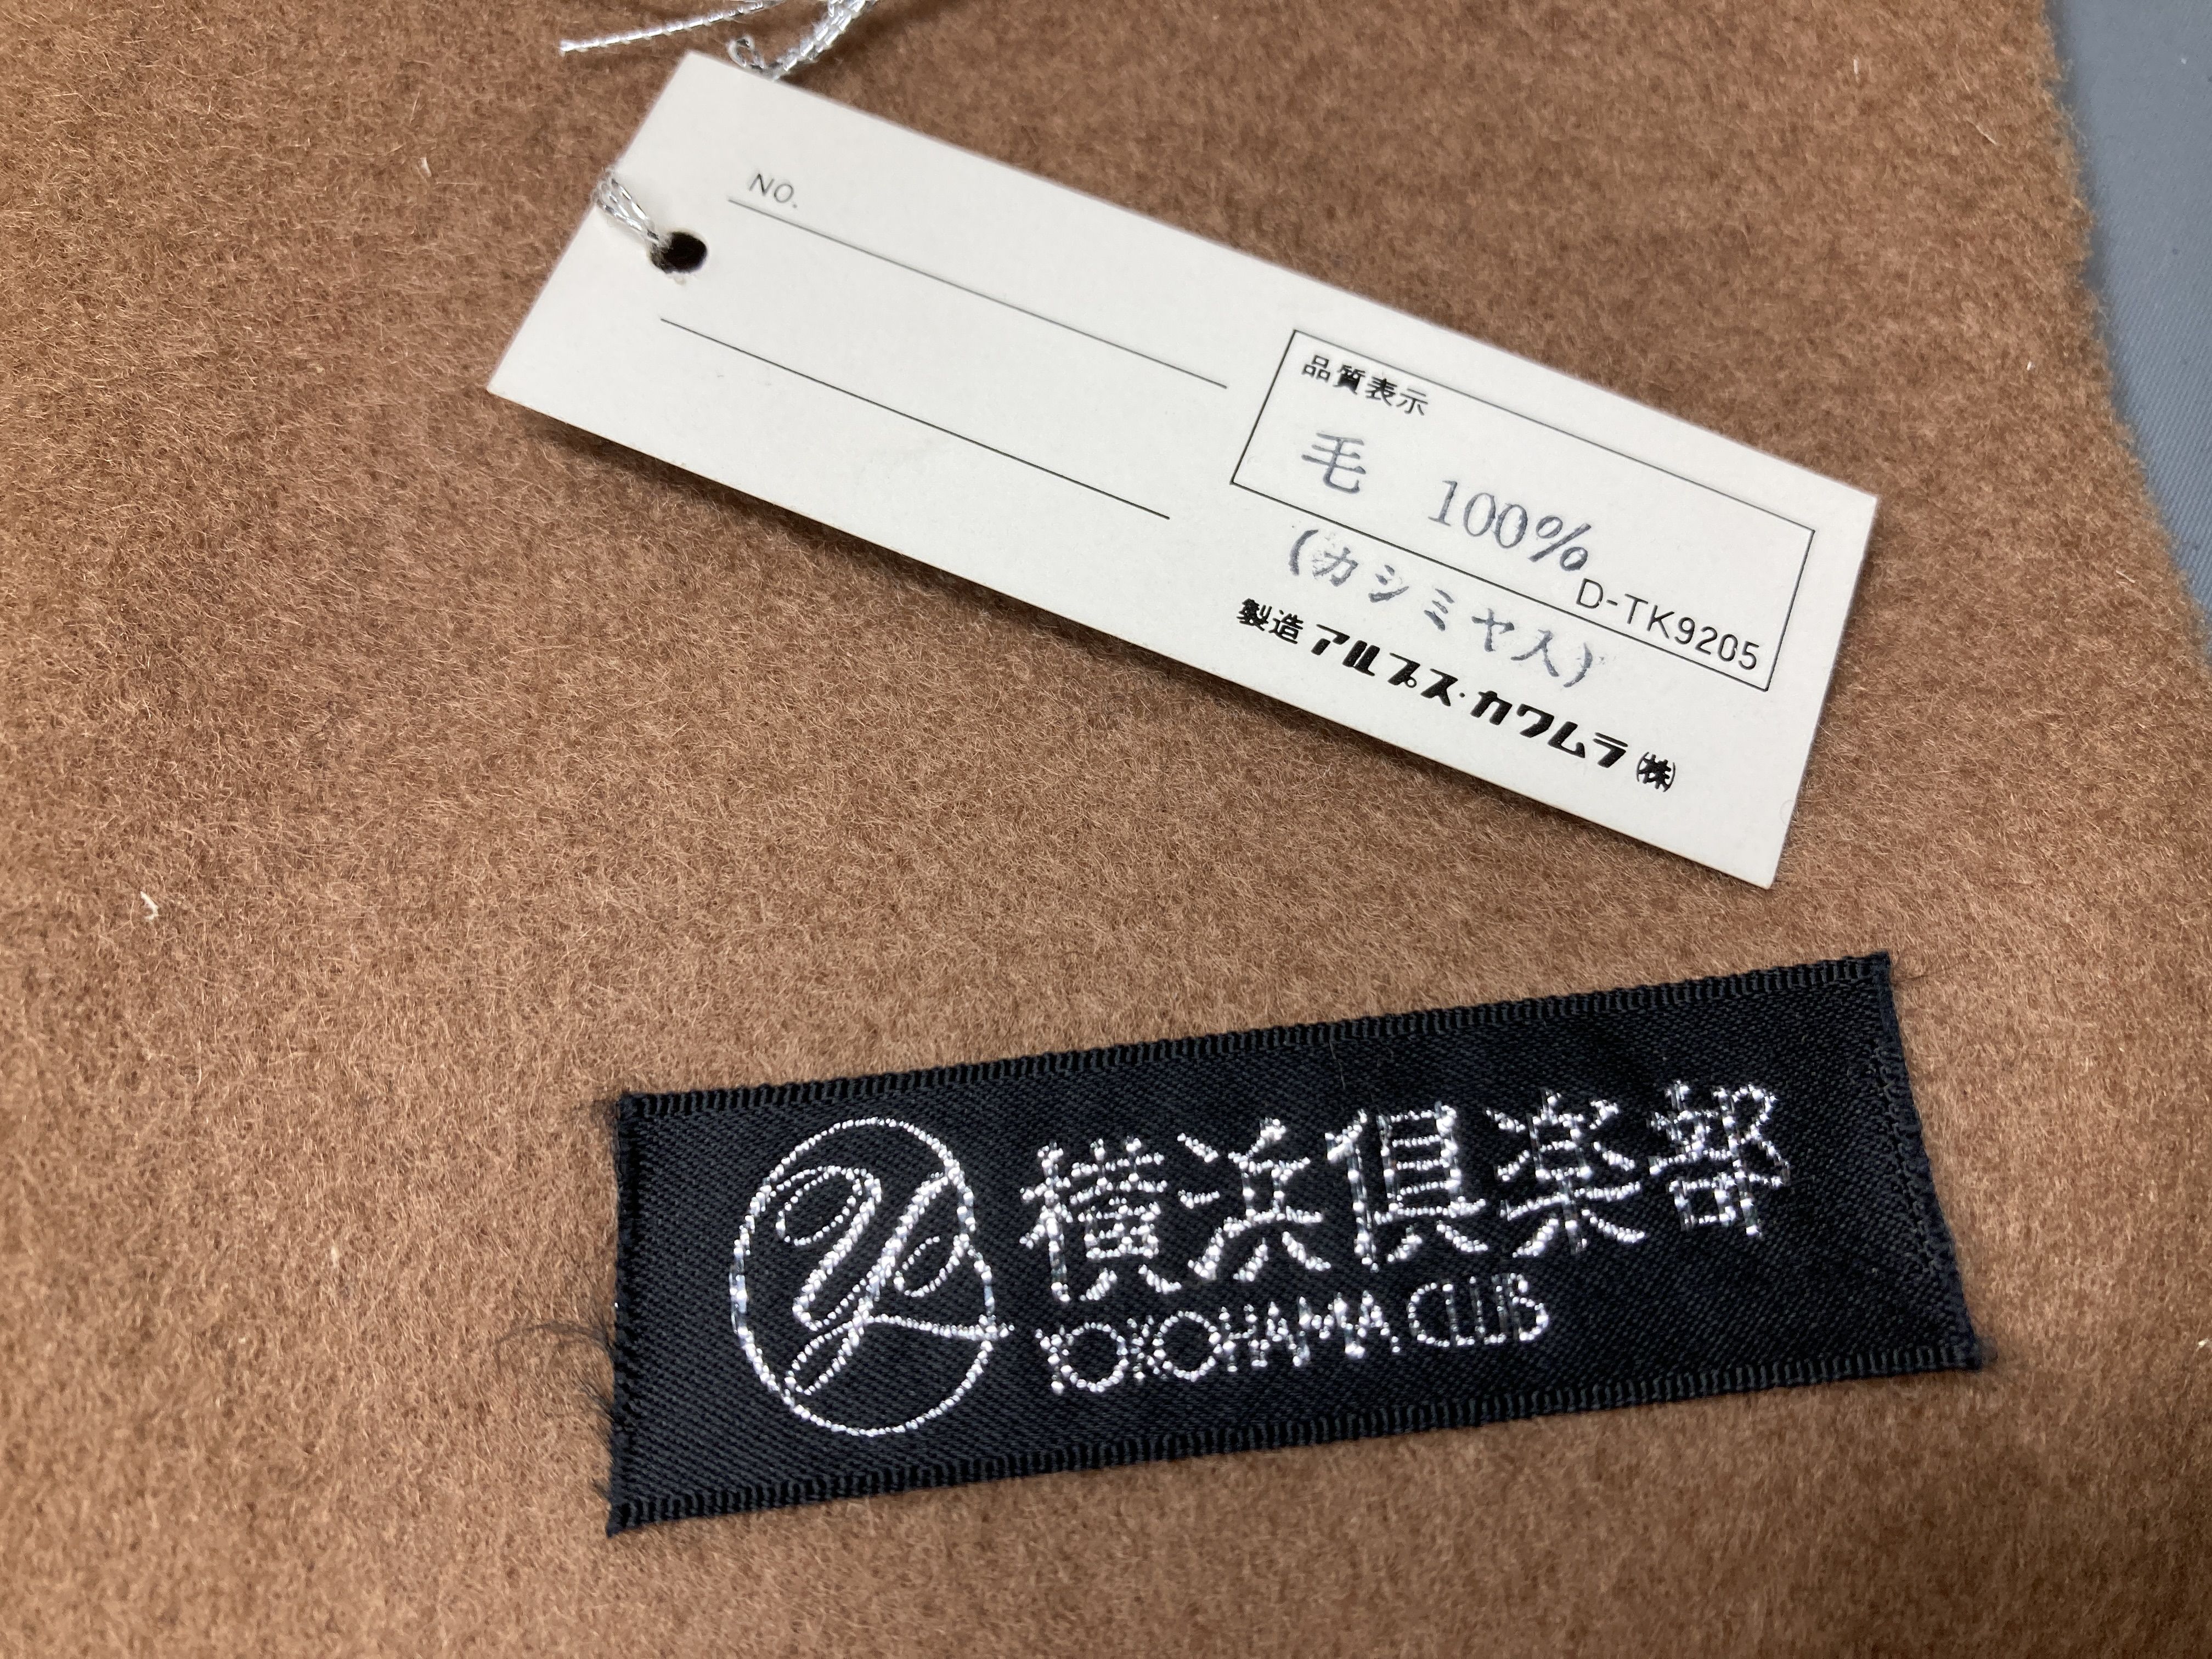 NO.
品質表示
毛 100%
D-TK9205
(カシミヤ入)
製造 アルプス・カワムラ㈱
横浜倶楽部
YOKOHAMA CLUB